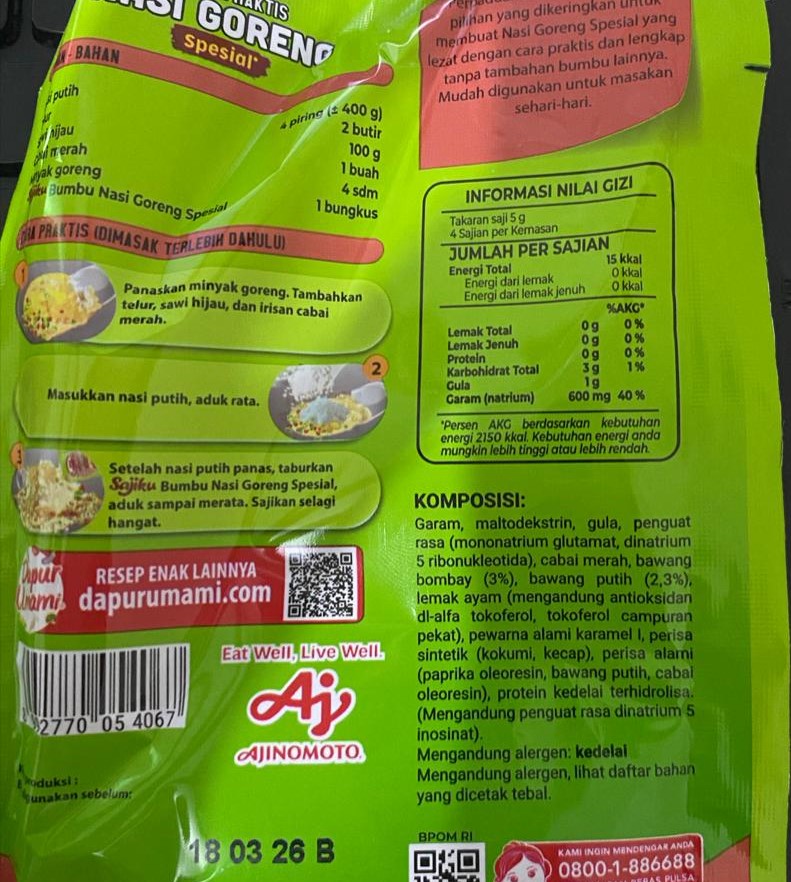 GORENG
Spesial*
BAHAN
putih
4 piring (± 400 g)
2 butir
hijau
100 g
merah
1 buah
goreng
4 sdm
Bumbu Nasi Goreng Spesial
1 bungkus
PRAKTIS (DIMASAK TERLEBIH DAHULU)
1
Panaskan minyak goreng. Tambahkan
telur, sawi hijau, dan irisan cabai
merah.
2
Masukkan nasi putih, aduk rata.
3
Setelah nasi putih panas, taburkan
Sajiku Bumbu Nasi Goreng Spesial,
aduk sampai merata. Sajikan selagi
hangat.
Dapur
Umami
RESEP ENAK LAINNYA
dapurumami.com
Eat Well, Live Well.
Aj
AJINOMOTO
92770 05 4067
18 03 26 B
pilihan yang dikeringkan untuk
membuat Nasi Goreng Spesial yang
lezat dengan cara praktis dan lengkap
tanpa tambahan bumbu lainnya.
Mudah digunakan untuk masakan
sehari-hari.
INFORMASI NILAI GIZI
Takaran saji 5 g
4 Sajian per Kemasan
JUMLAH PER SAJIAN
Energi Total 15 kkal
Energi dari lemak 0 kkal
Energi dari lemak jenuh 0 kkal
%AKG*
Lemak Total 0 g 0 %
Lemak Jenuh 0 g 0 %
Protein 0 g 0 %
Karbohidrat Total 3 g 1 %
Gula 1 g
Garam (natrium) 600 mg 40 %
*Persen AKG berdasarkan kebutuhan
energi 2150 kkal. Kebutuhan energi anda
mungkin lebih tinggi atau lebih rendah.
KOMPOSISI:
Garam, maltodekstrin, gula, penguat
rasa (mononatrium glutamat, dinatrium
5 ribonukleotida), cabai merah, bawang
bombay (3%), bawang putih (2,3%),
lemak ayam (mengandung antioksidan
dl-alfa tokoferol, tokoferol campuran
pekat), pewarna alami karamel I, perisa
sintetik (kokumi, kecap), perisa alami
(paprika oleoresin, bawang putih, cabai
oleoresin), protein kedelai terhidrolisa.
(Mengandung penguat rasa dinatrium 5
inosinat).
Mengandung alergen: kedelai
Mengandung alergen, lihat daftar bahan
yang dicetak tebal.
BPOM RI
KAMI INGIN MENDENGAR ANDA
0800-1-886688
BEBAS PULSA